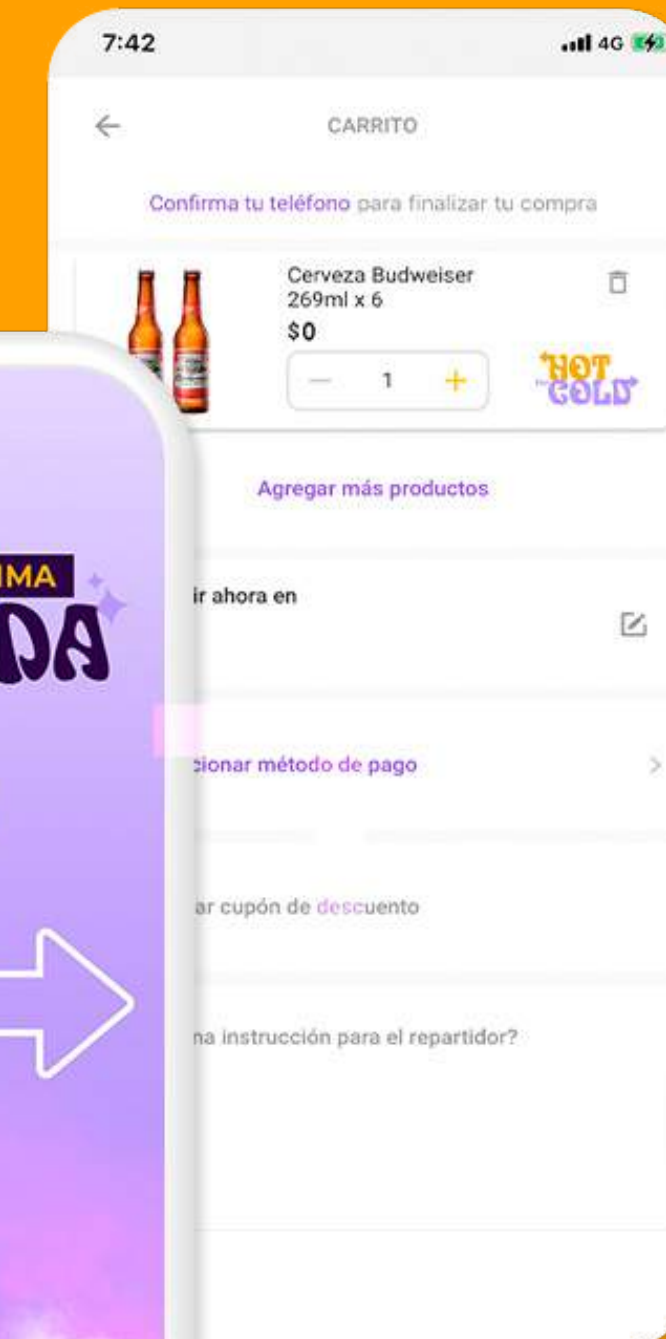 7:42
4G
CARRITO
Confirma tu teléfono para finalizar tu compra
Cerveza Budweiser
269ml x 6
$0
1
HOT
COLD
Agregar más productos
IMA
DA
ir ahora en
cionar método de pago
ar cupón de descuento
na instrucción para el repartidor?